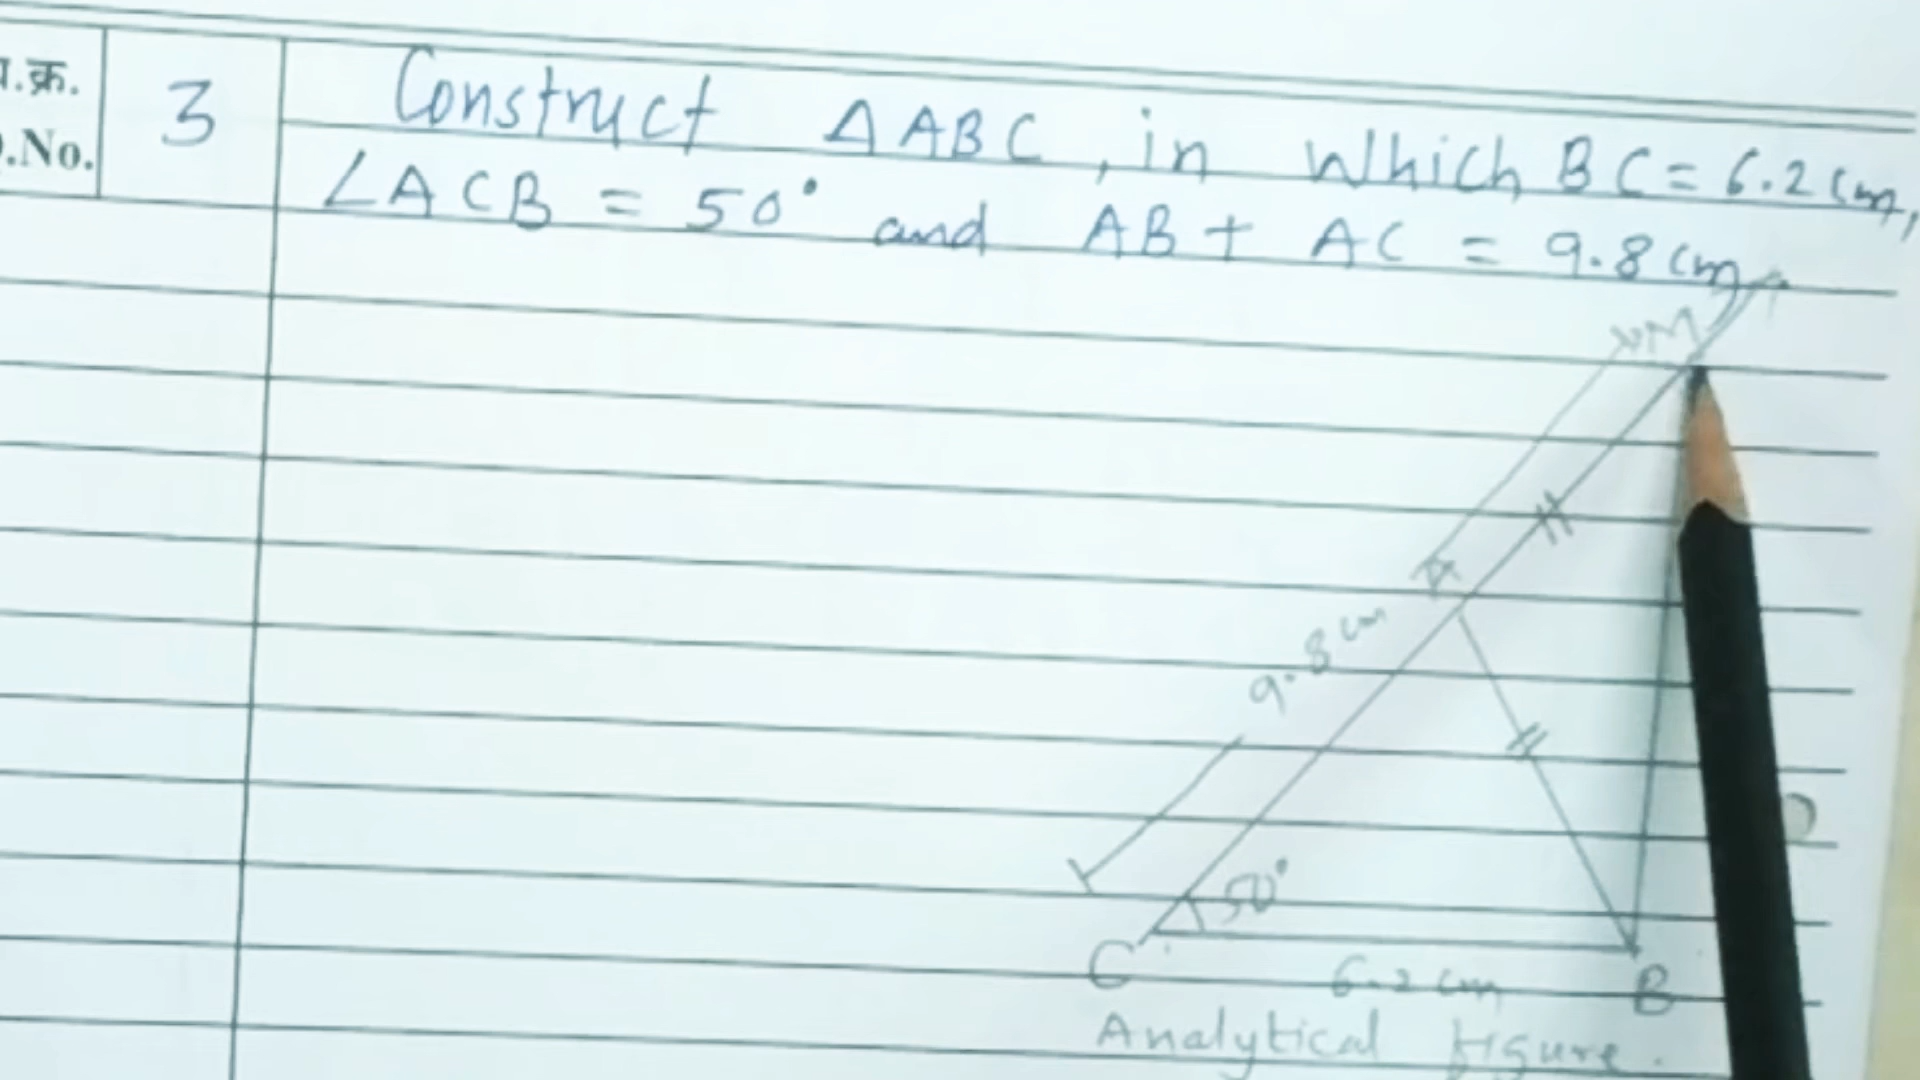 प्र.क्र.
Q.No.
3
Construct ΔABC, in Which BC = 6.2 cm,
∠ACB = 50° and AB + AC = 9.8 cm
M
A
9.8 cm
50°
C
6.2 cm
B
Analytical figure.